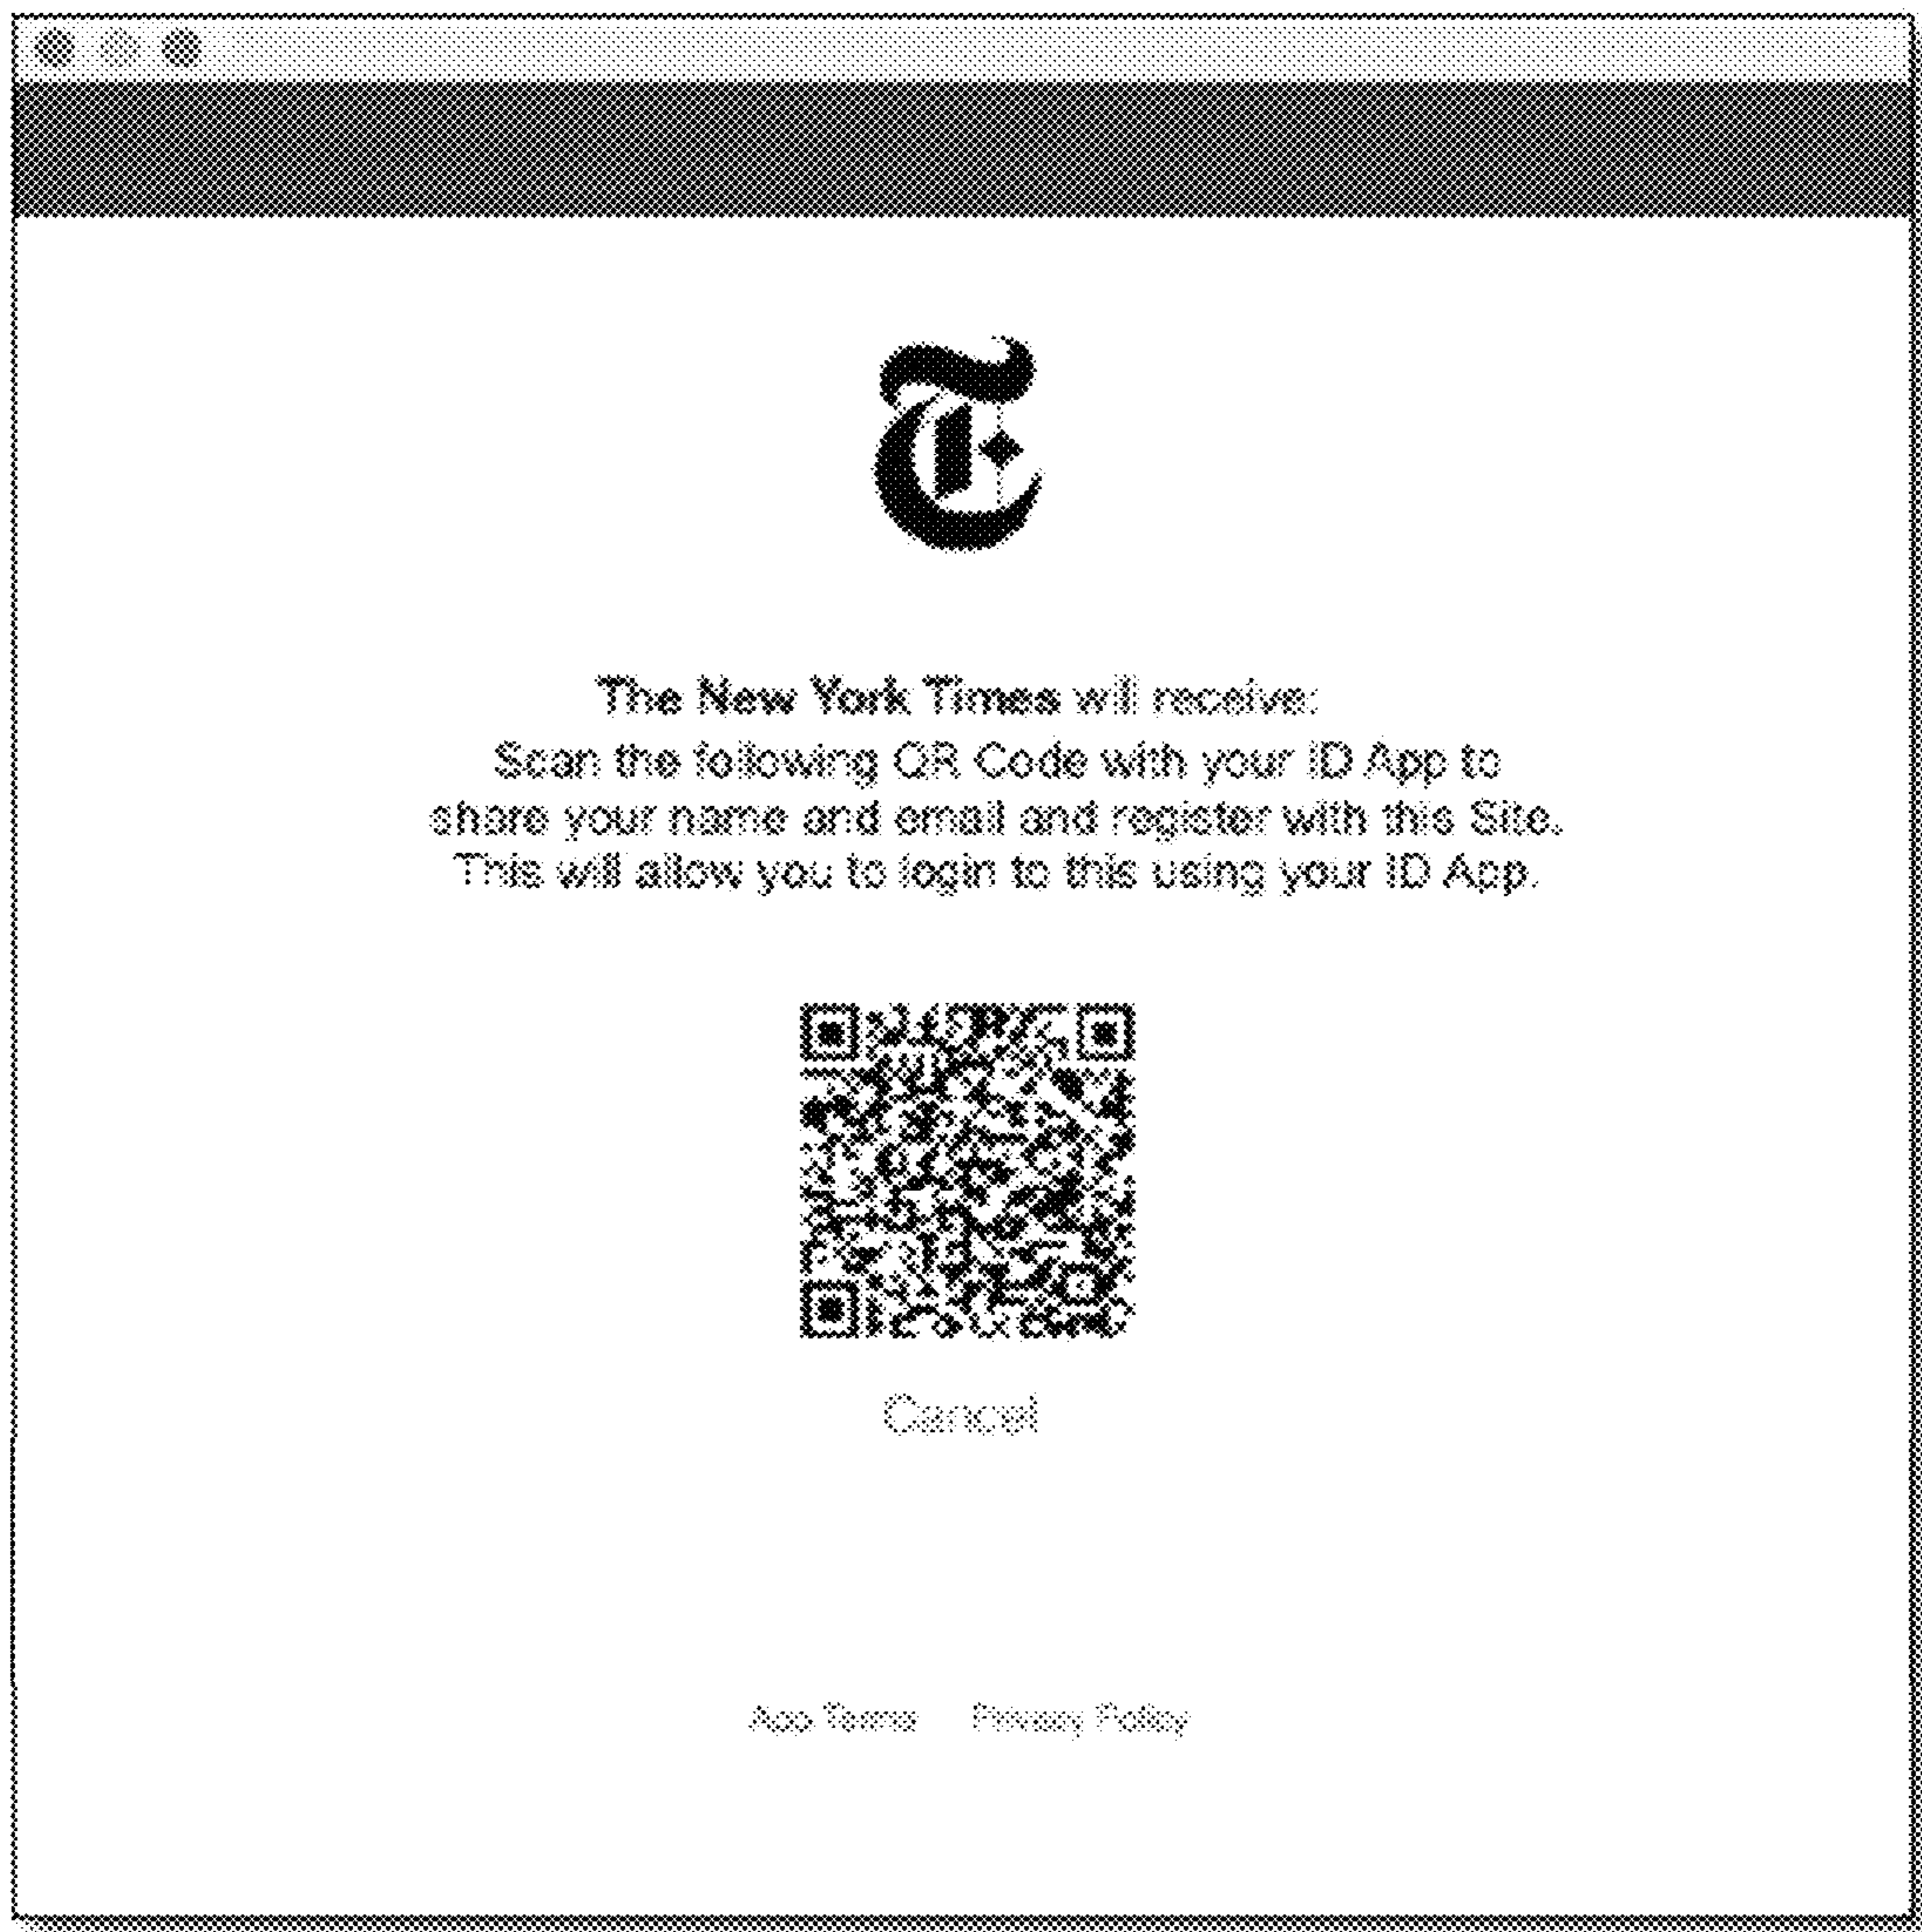 The New York Times will receive:
Scan the following QR Code with your ID App to
share your name and email and register with this Site.
This will allow you to login to this using your ID App.
Cancel
App Terms Privacy Policy